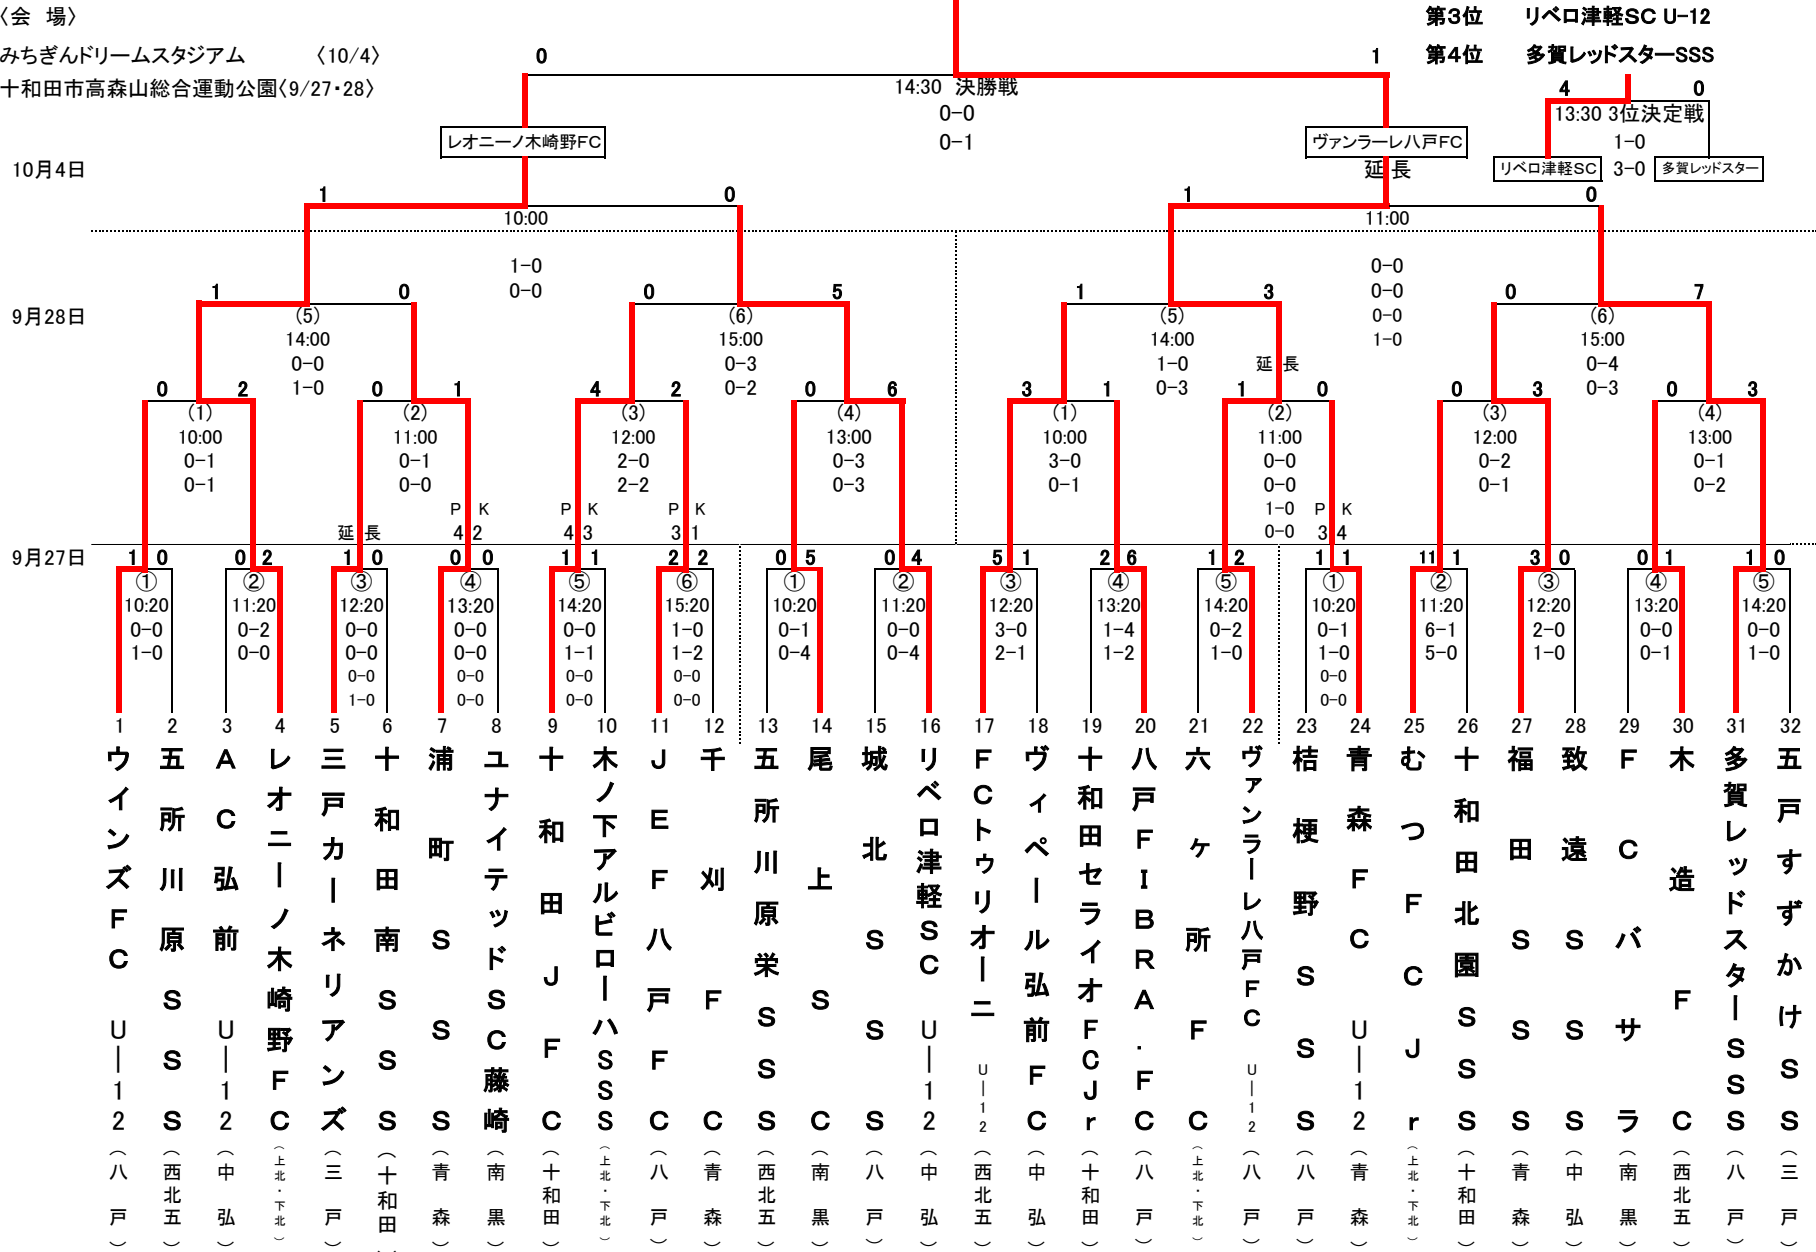 〈会　場〉
みちぎんドリームスタジアム　〈10/4〉
十和田市高森山総合運動公園〈9/27・28〉
第3位　リベロ津軽SC U-12
第4位　多賀レッドスターSSS
0　1
14:30 決勝戦
0-0
0-1
4　0
13:30 3位決定戦
1-0
3-0
リベロ津軽SC　多賀レッドスター
レオニーノ木崎野FC　ヴァンラーレ八戸FC
延長
10月4日
1　0　1　0
10:00　11:00
1-0　0-0
0-0　0-0
0-0
1-0
9月28日
1　0　0　5　1　3　0　7
(5)　(6)　(5)　(6)
14:00　15:00　14:00　15:00
0-0　0-3　1-0　延長　0-4
1-0　0-2　0-3　0-3
0　2　0　1　4　2　0　6　3　1　1　0　0　3　0　3
(1)　(2)　(3)　(4)　(1)　(2)　(3)　(4)
10:00　11:00　12:00　13:00　10:00　11:00　12:00　13:00
0-1　0-1　2-0　0-3　3-0　0-0　0-2　0-1
0-1　0-0　2-2　0-3　0-1　0-0　0-1　0-2
1-0
0-0
PK　PK　PK　PK
延長　4 2　4 3　3 1　3 4
9月27日
1 0　0 2　1 0　0 0　1 1　2 2　0 5　0 4　5 1　2 6　1 2　1 1　11 1　3 0　0 1　1 0
①　②　③　④　⑤　⑥　①　②　③　④　⑤　①　②　③　④　⑤
10:20　11:20　12:20　13:20　14:20　15:20　10:20　11:20　12:20　13:20　14:20　10:20　11:20　12:20　13:20　14:20
0-0　0-2　0-0　0-0　0-0　1-0　0-1　0-0　3-0　1-4　0-2　0-1　6-1　2-0　0-0　0-0
1-0　0-0　0-0　0-0　1-1　1-2　0-4　0-4　2-1　1-2　1-0　1-0　5-0　1-0　0-1　1-0
0-0　0-0　0-0　0-0　0-0
1-0　0-0　0-0　0-0　0-0
1 ウインズFC U-12（八戸）
2 五所川原SSS（西北五）
3 AC弘前 U-12（中弘）
4 レオニーノ木崎野FC（上北・下北）
5 三戸カーネリアンズ（三戸）
6 十和田南SSS（十和田）
7 浦町SSS（青森）
8 ユナイテッドSC藤崎（南黒）
9 十和田JFC（十和田）
10 木ノ下アルビローハSSS（上北・下北）
11 JEF八戸FC（八戸）
12 千刈FC（青森）
13 五所川原栄SSS（西北五）
14 尾上SC（南黒）
15 城北SSS（八戸）
16 リベロ津軽SC U-12（中弘）
17 FCトゥリオーニ U-12（西北五）
18 ヴィペール弘前FC（中弘）
19 十和田セライオFCJr（十和田）
20 八戸FIBRA.FC（八戸）
21 六ヶ所FC（上北・下北）
22 ヴァンラーレ八戸FC U-12（八戸）
23 桔梗野SSS（八戸）
24 青森FC U-12（青森）
25 むつFCJr（上北・下北）
26 十和田北園SSS（十和田）
27 福田SSS（青森）
28 致遠SSS（中弘）
29 FCバサラ（南黒）
30 木造FC（西北五）
31 多賀レッドスターSSS（八戸）
32 五戸すずかけSS（三戸）